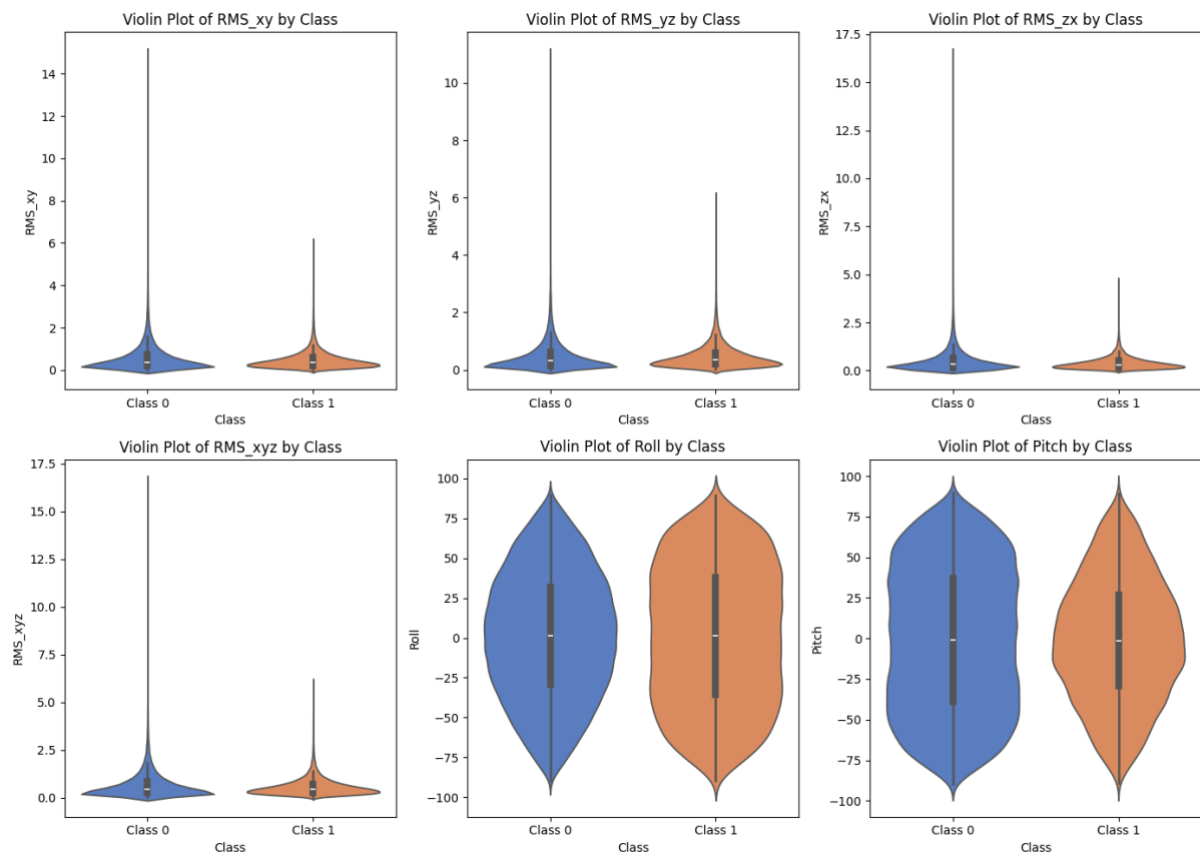 Violin Plot of RMS_xy by Class
14
12
10
8
6
4
2
0
RMS_xy
Class 0
Class 1
Class
Violin Plot of RMS_yz by Class
10
8
6
4
2
0
RMS_yz
Class 0
Class 1
Class
Violin Plot of RMS_zx by Class
17.5
15.0
12.5
10.0
7.5
5.0
2.5
0.0
RMS_zx
Class 0
Class 1
Class
Violin Plot of RMS_xyz by Class
17.5
15.0
12.5
10.0
7.5
5.0
2.5
0.0
RMS_xyz
Class 0
Class 1
Class
Violin Plot of Roll by Class
100
75
50
25
0
−25
−50
−75
−100
Roll
Class 0
Class 1
Class
Violin Plot of Pitch by Class
100
75
50
25
0
−25
−50
−75
−100
Pitch
Class 0
Class 1
Class